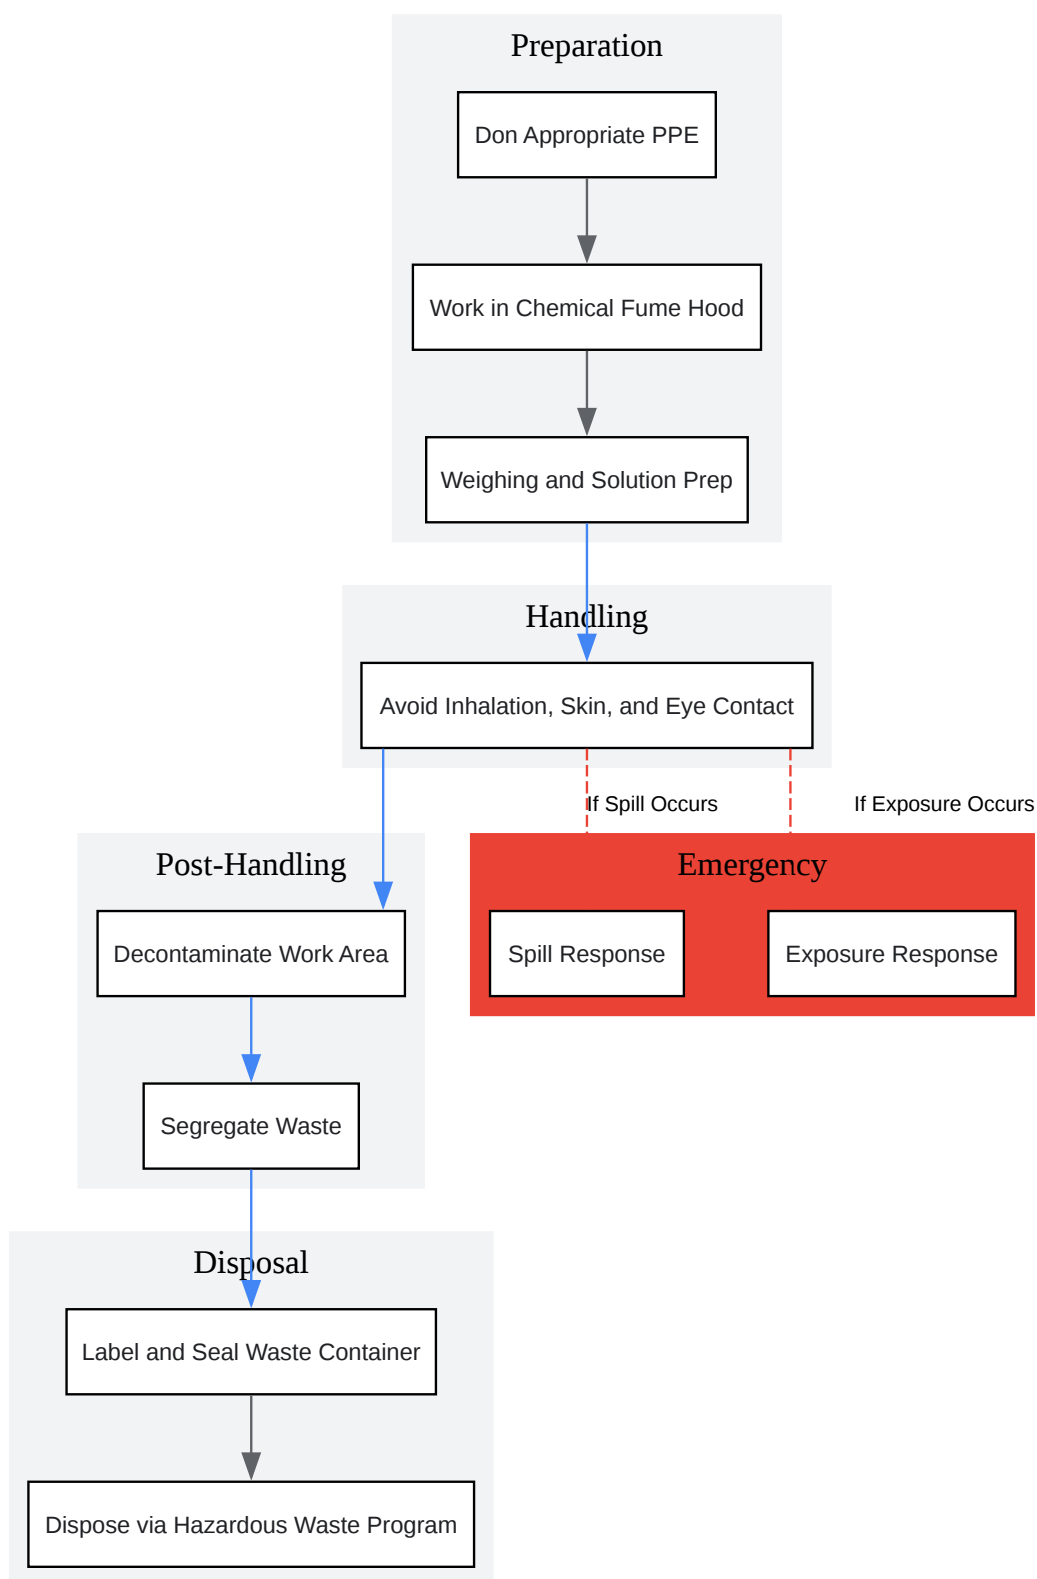 Preparation
Don Appropriate PPE
Work in Chemical Fume Hood
Weighing and Solution Prep
Handling
Avoid Inhalation, Skin, and Eye Contact
If Spill Occurs
If Exposure Occurs
Post-Handling
Decontaminate Work Area
Segregate Waste
Emergency
Spill Response
Exposure Response
Disposal
Label and Seal Waste Container
Dispose via Hazardous Waste Program